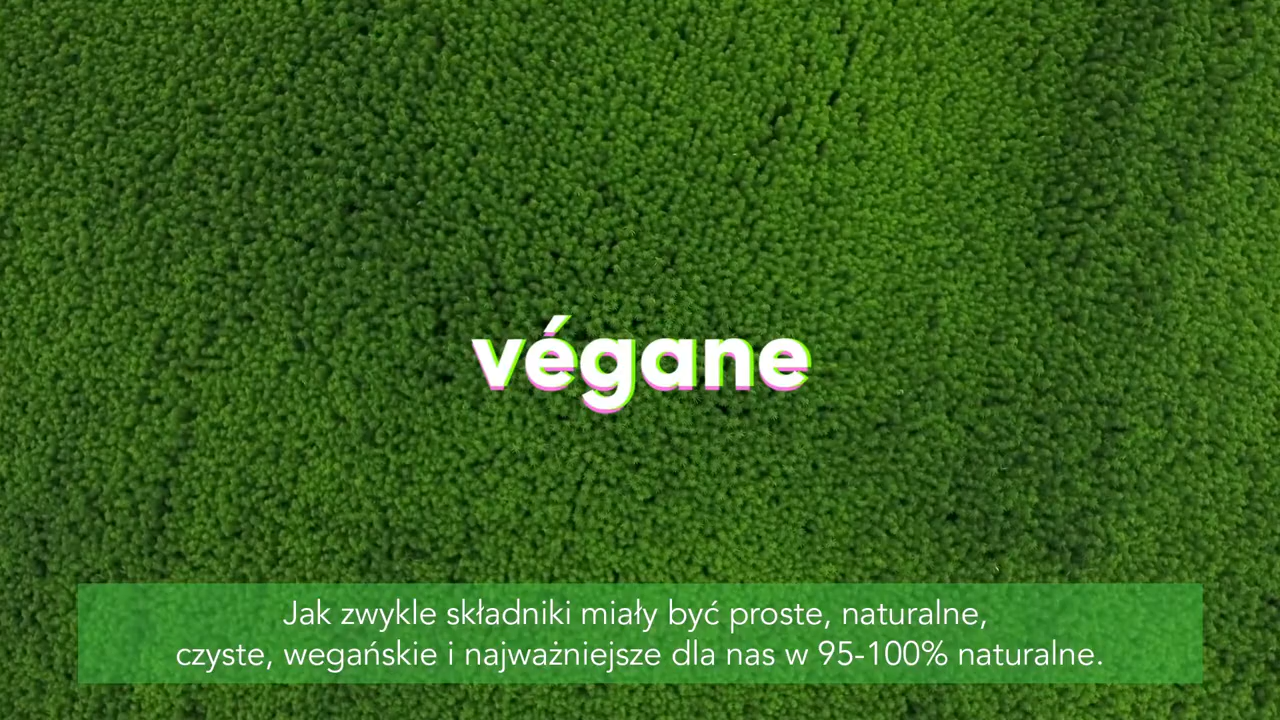 végane
Jak zwykle składniki miały być proste, naturalne,
czyste, wegańskie i najważniejsze dla nas w 95-100% naturalne.